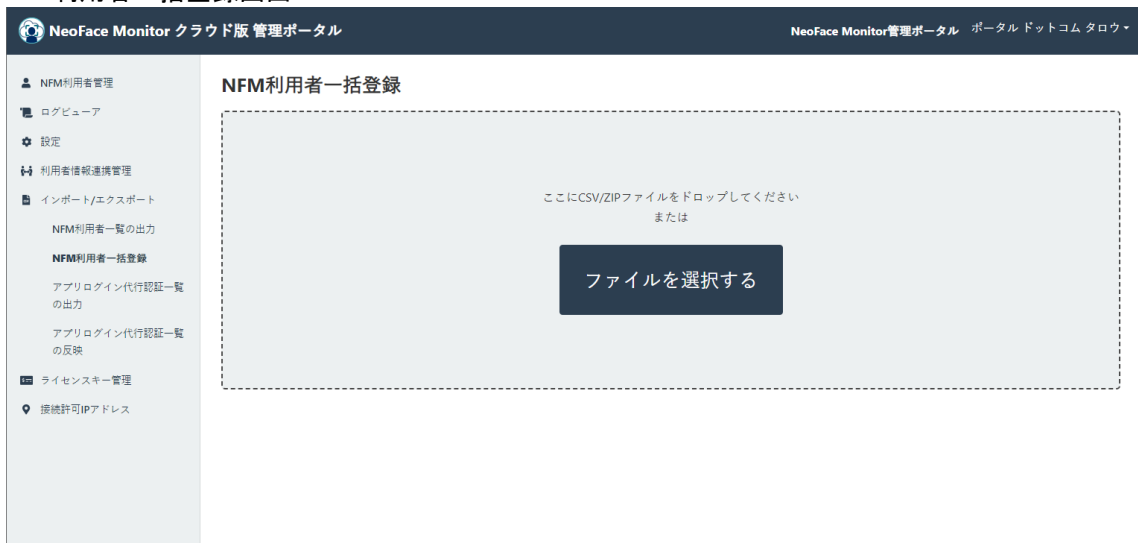 NeoFace Monitor クラウド版 管理ポータル
NeoFace Monitor管理ポータル ポータル ドットコム タロウ
NFM利用者管理
ログビューア
設定
利用者情報連携管理
インポート/エクスポート
NFM利用者一覧の出力
NFM利用者一括登録
アプリログイン代行認証一覧
の出力
アプリログイン代行認証一覧
の反映
ライセンスキー管理
接続許可IPアドレス
NFM利用者一括登録
ここにCSV/ZIPファイルをドロップしてください
または
ファイルを選択する